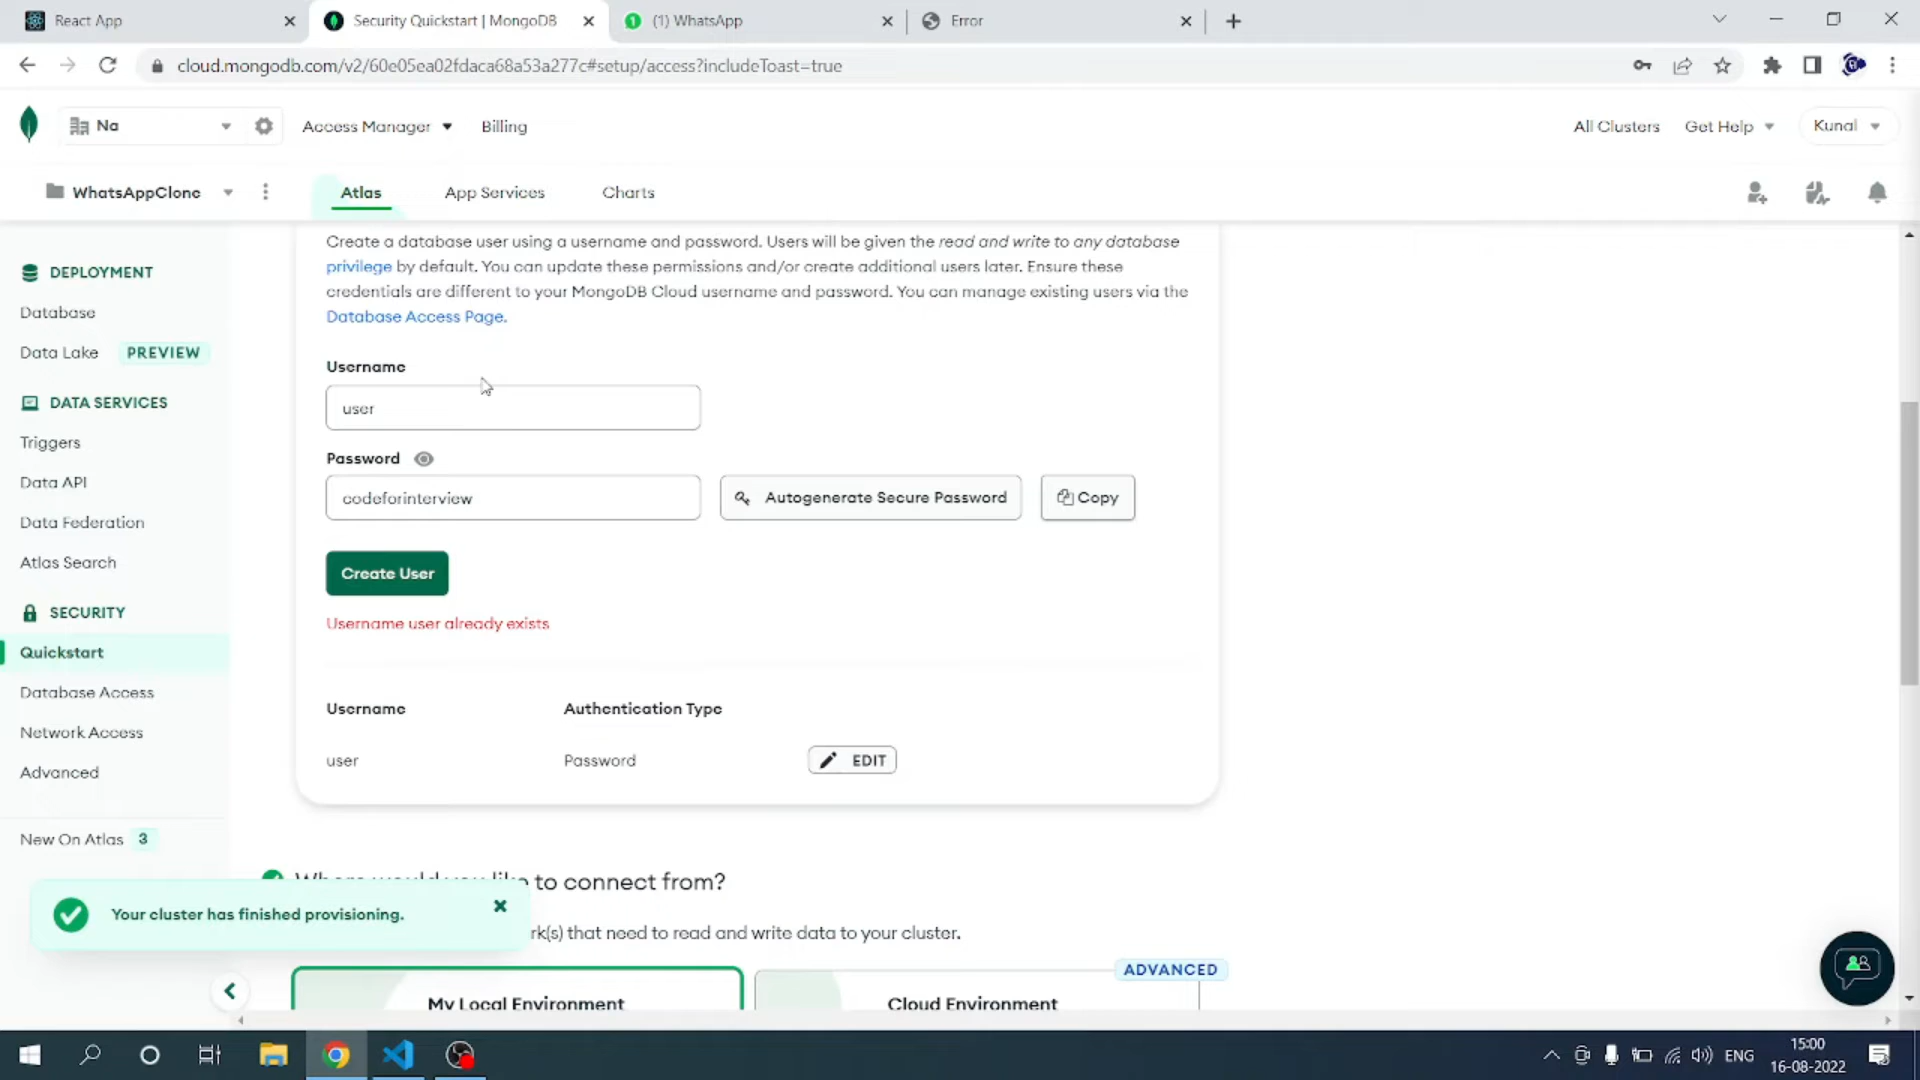 React App
Security Quickstart | MongoDB
(1) WhatsApp
Error
cloud.mongodb.com/v2/60e05ea02fdaca68a53a277c#setup/access?includeToast=true
Na
Access Manager
Billing
All Clusters
Get Help
Kunal
WhatsAppClone
Atlas
App Services
Charts
DEPLOYMENT
Database
Data Lake PREVIEW
DATA SERVICES
Triggers
Data API
Data Federation
Atlas Search
SECURITY
Quickstart
Database Access
Network Access
Advanced
New On Atlas 3
Create a database user using a username and password. Users will be given the read and write to any database
privilege by default. You can update these permissions and/or create additional users later. Ensure these
credentials are different to your MongoDB Cloud username and password. You can manage existing users via the
Database Access Page.
Username
user
Password
codeforinterview
Autogenerate Secure Password
Copy
Create User
Username user already exists
Username Authentication Type
user Password EDIT
to connect from?
Your cluster has finished provisioning.
rk(s) that need to read and write data to your cluster.
ADVANCED
My Local Environment
Cloud Environment
ENG
15:00
16-08-2022